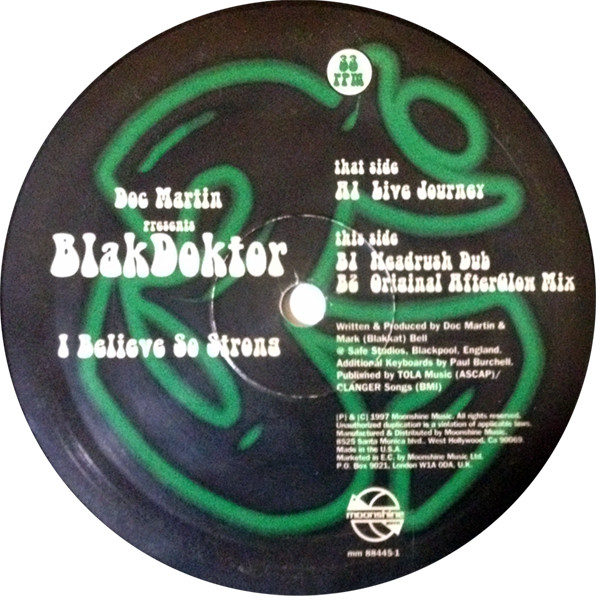 33
rpm
Doc Martin
presents
BlakDoktor
I Believe So Strong
that side
A1 Live Journey
this side
B1 Headrush Dub
B2 Original AfterGlow Mix
Written & Produced by Doc Martin &
Mark (Blakkat) Bell
@ Safe Studios, Blackpool, England.
Additional Keyboards by Paul Burchell.
Published by TOLA Music (ASCAP)/
CLANGER Songs (BMI)
|P| & |C| 1997 Moonshine Music. All rights reserved.
Unauthorized duplication is a violation of applicable laws.
Manufactured & Distributed by Moonshine Music.
8525 Santa Monica blvd., West Hollywood, Ca 90069.
Made in the U.S.A.
Marketed in E.C. by Moonshine Music Ltd.
P.O. Box 9021, London W1A 0DA, U.K.
moonshine
mm 88445-1